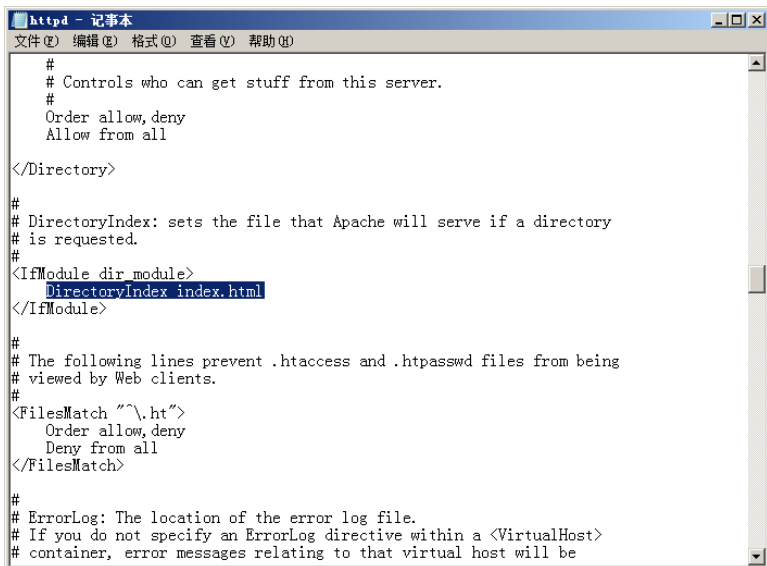 httpd - 记事本
文件(F) 编辑(E) 格式(O) 查看(V) 帮助(H)
#
# Controls who can get stuff from this server.
#
Order allow,deny
Allow from all
</Directory>
#
# DirectoryIndex: sets the file that Apache will serve if a directory
# is requested.
#
<IfModule dir_module>
DirectoryIndex index.html
</IfModule>
#
# The following lines prevent .htaccess and .htpasswd files from being
# viewed by Web clients.
#
<FilesMatch "^\.ht">
Order allow,deny
Deny from all
</FilesMatch>
#
# ErrorLog: The location of the error log file.
# If you do not specify an ErrorLog directive within a <VirtualHost>
# container, error messages relating to that virtual host will be